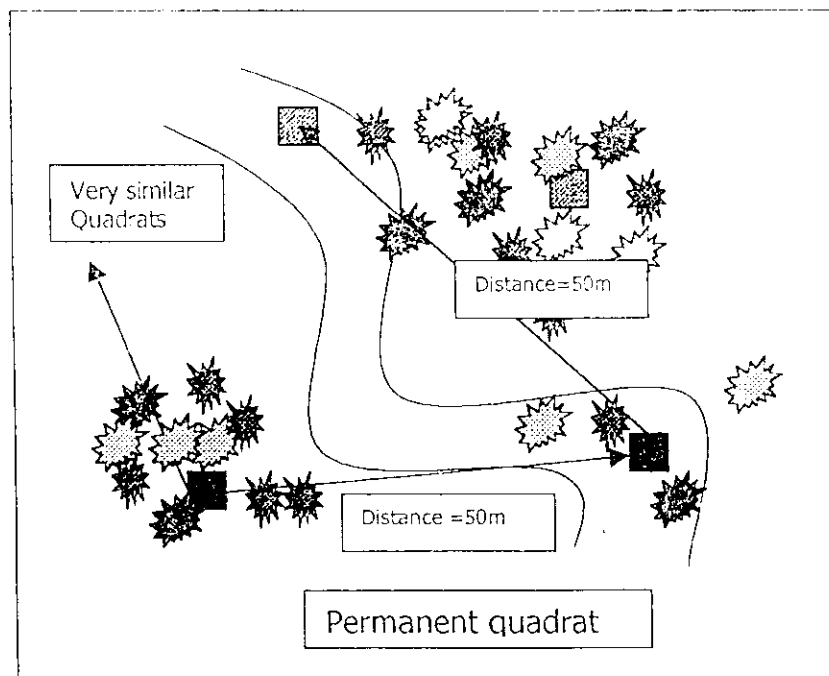 Very similar
Quadrats
Distance=50m
Distance =50m
Permanent quadrat